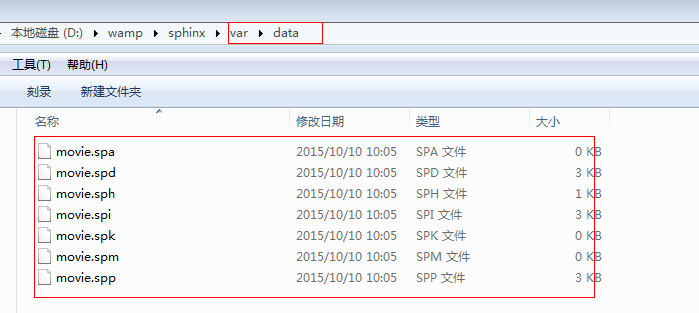 本地磁盘 (D:) ▸ wamp ▸ sphinx ▸ var ▸ data
工具(T) 帮助(H)
刻录 新建文件夹
名称 修改日期 类型 大小
movie.spa 2015/10/10 10:05 SPA 文件 0 KB
movie.spd 2015/10/10 10:05 SPD 文件 3 KB
movie.sph 2015/10/10 10:05 SPH 文件 1 KB
movie.spi 2015/10/10 10:05 SPI 文件 3 KB
movie.spk 2015/10/10 10:05 SPK 文件 0 KB
movie.spm 2015/10/10 10:05 SPM 文件 0 KB
movie.spp 2015/10/10 10:05 SPP 文件 3 KB